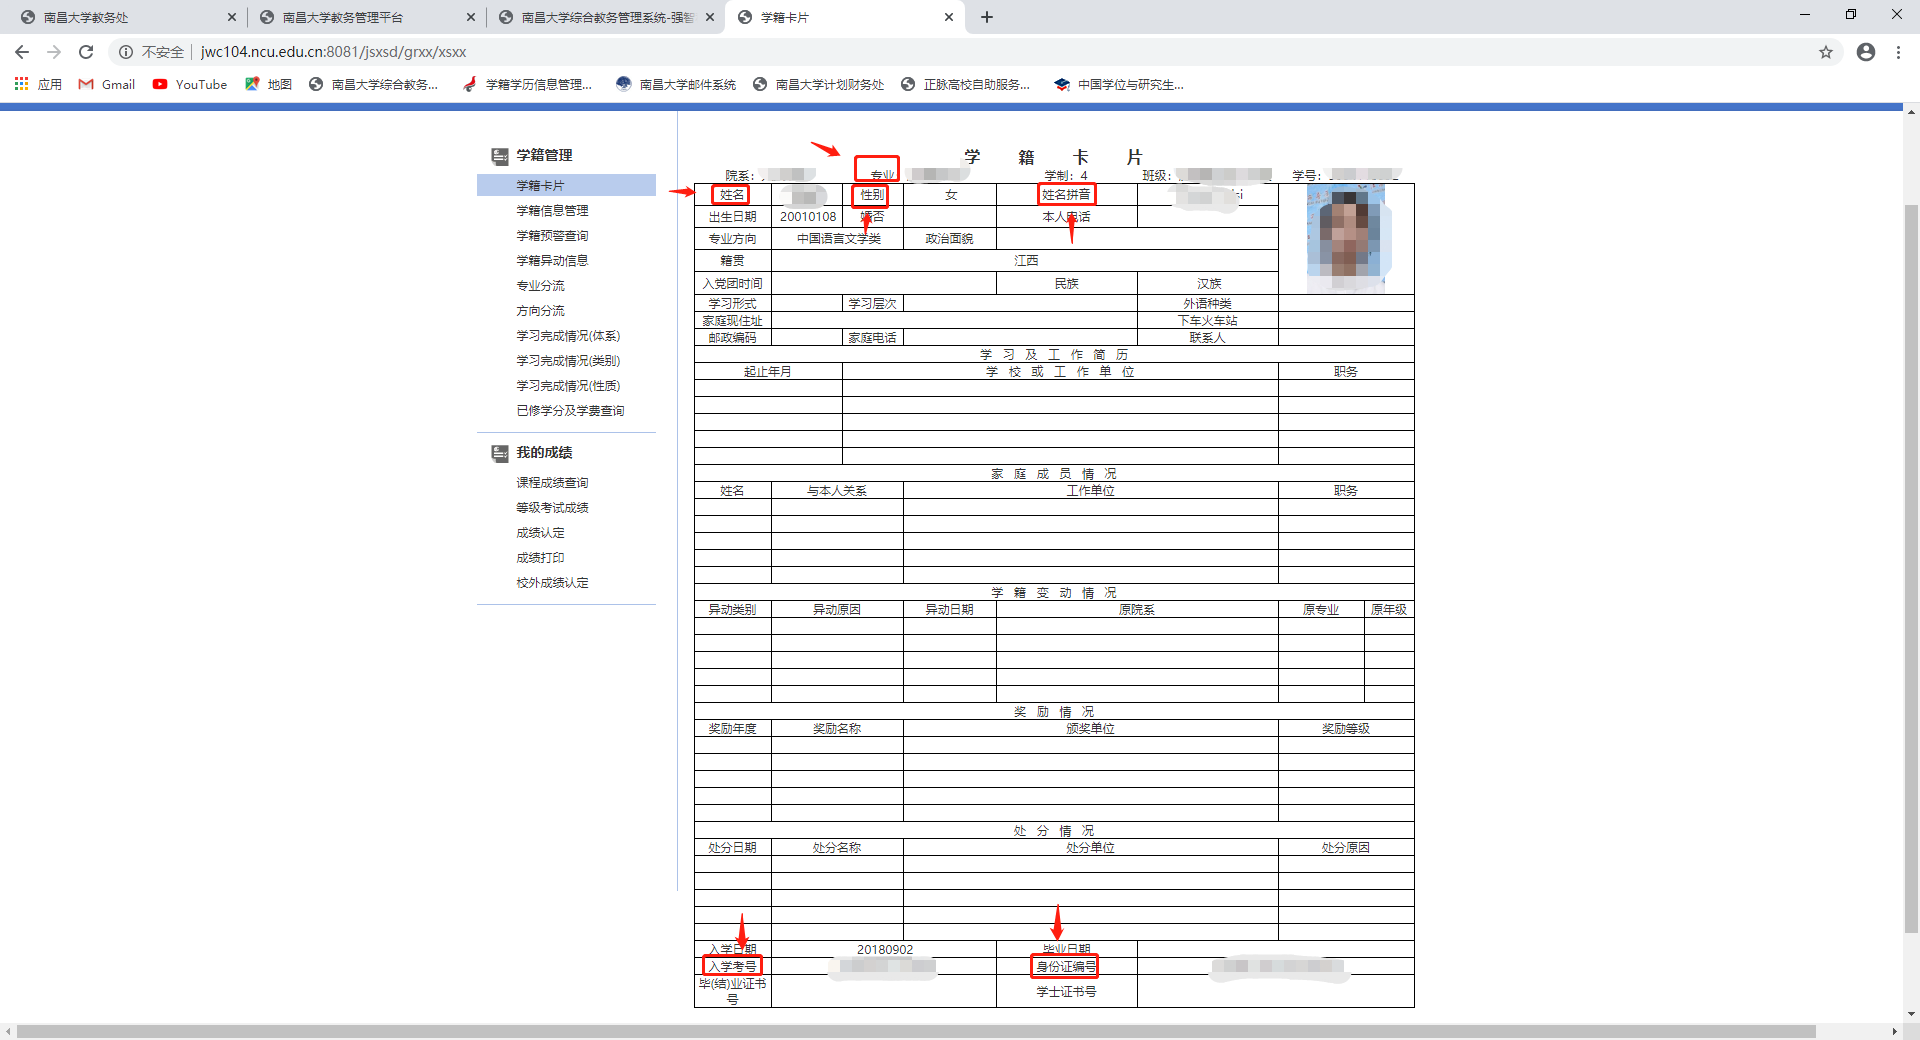 南昌大学教务处
南昌大学教务管理平台
南昌大学综合教务管理系统-强智
学籍卡片
不安全 jwc104.ncu.edu.cn:8081/jsxsd/grxx/xsxx
应用 Gmail YouTube 地图 南昌大学综合教务... 学籍学历信息管理... 南昌大学邮件系统 南昌大学计划财务处 正脉高校自助服务... 中国学位与研究生...
学籍管理
学籍卡片
学籍信息管理
学籍预警查询
学籍异动信息
专业分流
方向分流
学习完成情况(体系)
学习完成情况(类别)
学习完成情况(性质)
已修学分及学费查询
我的成绩
课程成绩查询
等级考试成绩
成绩认定
成绩打印
校外成绩认定
学 籍 卡 片
院系: 专业 学制: 4 班级: 学号:
姓名 性别 女 姓名拼音 si
出生日期 20010108 婚否 本人电话
专业方向 中国语言文学类 政治面貌
籍贯 江西
入党团时间 民族 汉族
学习形式 学习层次 外语种类
家庭现住址 下车火车站
邮政编码 家庭电话 联系人
学 习 及 工 作 简 历
起止年月 学 校 或 工 作 单 位 职务
家 庭 成 员 情 况
姓名 与本人关系 工作单位 职务
学 籍 变 动 情 况
异动类别 异动原因 异动日期 原院系 原专业 原年级
奖 励 情 况
奖励年度 奖励名称 颁奖单位 奖励等级
处 分 情 况
处分日期 处分名称 处分单位 处分原因
入学日期 20180902 毕业日期
入学考号 身份证编号
毕(结)业证书号 学士证书号